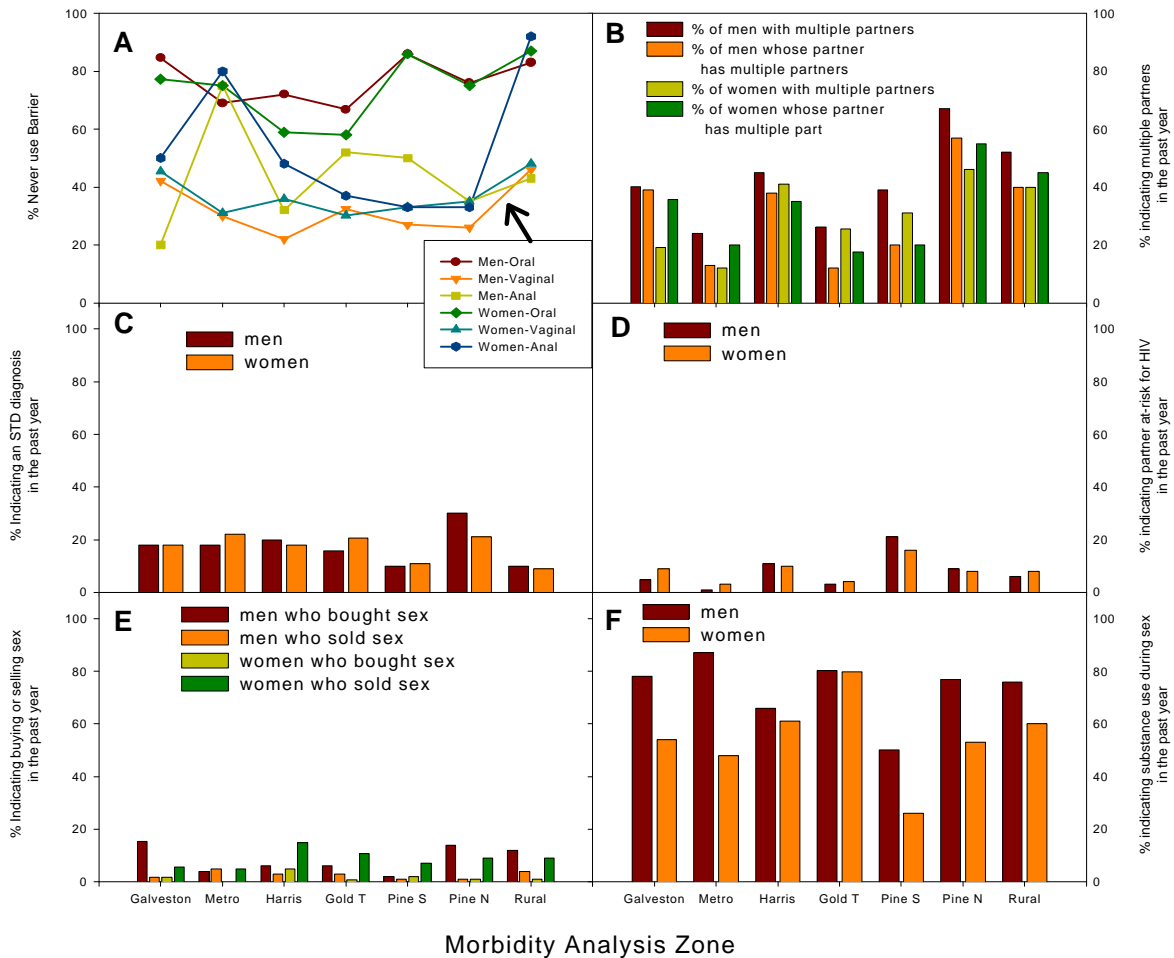 A
% Never use Barrier
100
80
60
40
20
0
Men-Oral
Men-Vaginal
Men-Anal
Women-Oral
Women-Vaginal
Women-Anal
B
% of men with multiple partners
% of men whose partner
has multiple partners
% of women with multiple partners
% of women whose partner
has multiple part
100
80
60
40
20
0
% indicating multiple partners
in the past year
C
men
women
% Indicating an STD diagnosis
in the past year
100
80
60
40
20
0
D
men
women
100
80
60
40
20
0
% indicating partner at-risk for HIV
in the past year
E
men who bought sex
men who sold sex
women who bought sex
women who sold sex
% Indicating buying or selling sex
in the past year
100
80
60
40
20
0
Galveston Metro Harris Gold T Pine S Pine N Rural
F
men
women
100
80
60
40
20
0
% indicating substance use during sex
in the past year
Galveston Metro Harris Gold T Pine S Pine N Rural
Morbidity Analysis Zone